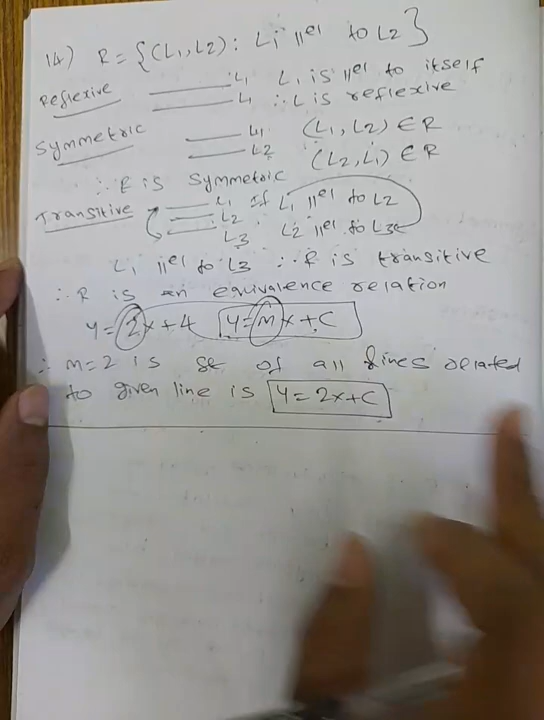 14) R = {(L1, L2) : L1 ||el to L2}
Reflexive L1 L1 is ||el to itself
L1 ∴ L is reflexive
Symmetric L1 (L1, L2) ∈ R
L2 (L2, L1) ∈ R
∴ R is Symmetric
Transitive L1 If L1 ||el to L2
L2
L3 L2 ||el to L3
L1 ||el to L3 ∴ R is transitive
∴ R is an equivalence relation
y = 2x + 4 y = mx + c
∴ m = 2 is se of all lines related
to given line is y = 2x + c